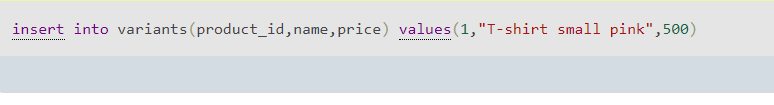 insert into variants(product_id,name,price) values(1,"T-shirt small pink",500)